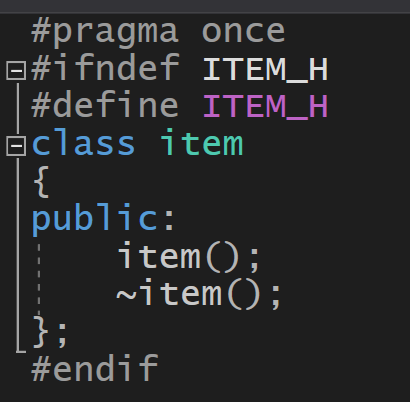 #pragma once
#ifndef ITEM_H
#define ITEM_H
class item
{
public:
    item();
    ~item();
};
#endif